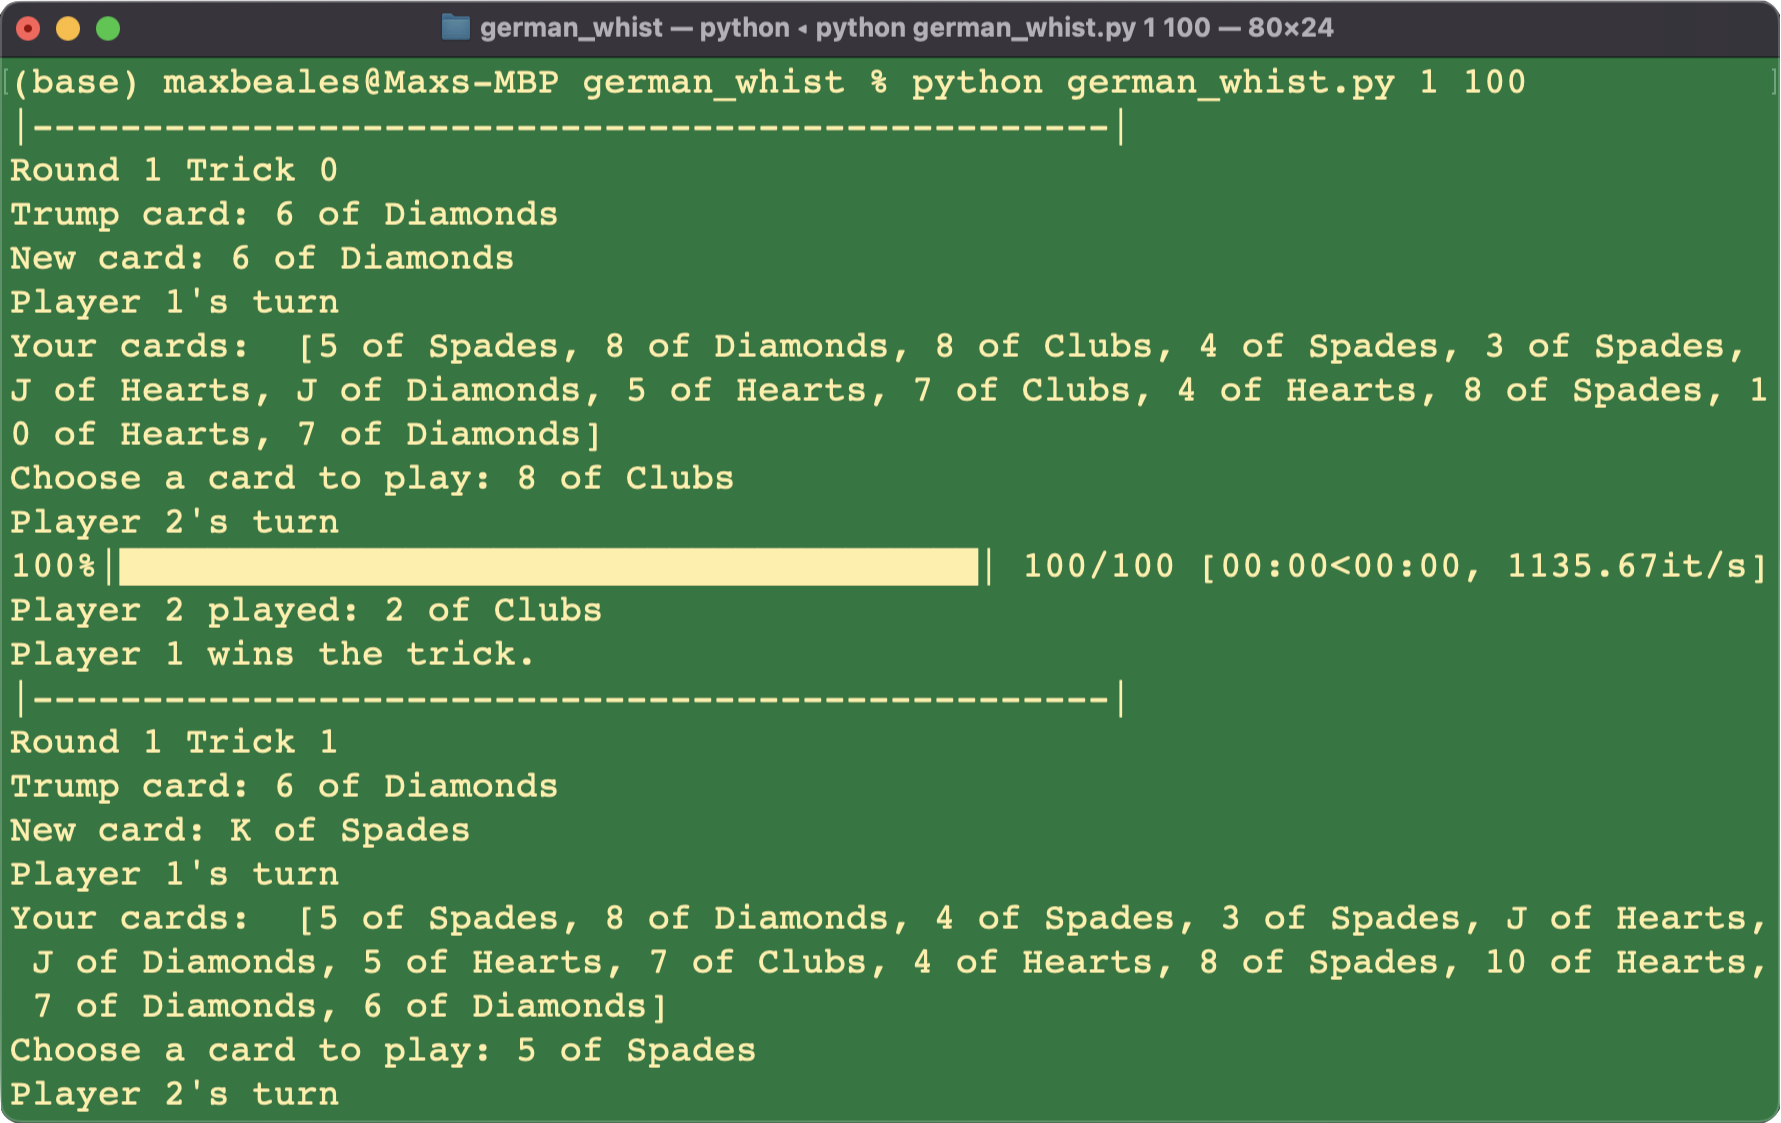 german_whist — python ◂ python german_whist.py 1 100 — 80×24
(base) maxbeales@Maxs-MBP german_whist % python german_whist.py 1 100
|-------------------------------------------------|
Round 1 Trick 0
Trump card: 6 of Diamonds
New card: 6 of Diamonds
Player 1's turn
Your cards:  [5 of Spades, 8 of Diamonds, 8 of Clubs, 4 of Spades, 3 of Spades,
J of Hearts, J of Diamonds, 5 of Hearts, 7 of Clubs, 4 of Hearts, 8 of Spades, 1
0 of Hearts, 7 of Diamonds]
Choose a card to play: 8 of Clubs
Player 2's turn
100%|███████████████████████████████████████| 100/100 [00:00<00:00, 1135.67it/s]
Player 2 played: 2 of Clubs
Player 1 wins the trick.
|-------------------------------------------------|
Round 1 Trick 1
Trump card: 6 of Diamonds
New card: K of Spades
Player 1's turn
Your cards:  [5 of Spades, 8 of Diamonds, 4 of Spades, 3 of Spades, J of Hearts,
 J of Diamonds, 5 of Hearts, 7 of Clubs, 4 of Hearts, 8 of Spades, 10 of Hearts,
 7 of Diamonds, 6 of Diamonds]
Choose a card to play: 5 of Spades
Player 2's turn